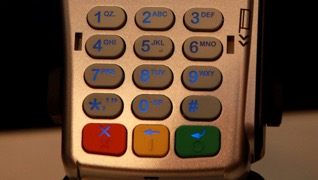 1 QZ. 2 ABC 3 DEF
4 GHI 5 JKL 6 MNO
7 PRS 8 TUV 9 WXY
0